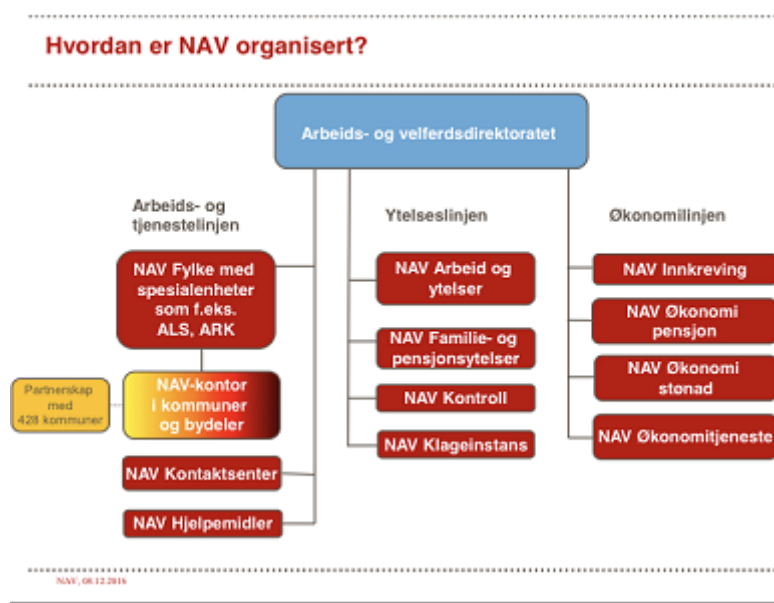 Hvordan er NAV organisert?
Arbeids- og velferdsdirektoratet
Arbeids- og
tjenestelinjen
NAV Fylke med
spesialenheter
som f.eks.
ALS, ARK
Partnerskap
med
428 kommuner
NAV-kontor
i kommuner
og bydeler
NAV Kontaktsenter
NAV Hjelpemidler
Ytelseslinjen
NAV Arbeid og
ytelser
NAV Familie- og
pensjonsytelser
NAV Kontroll
NAV Klageinstans
Økonomilinjen
NAV Innkreving
NAV Økonomi
pensjon
NAV Økonomi
stønad
NAV Økonomitjeneste
NAV, 08.12.2016